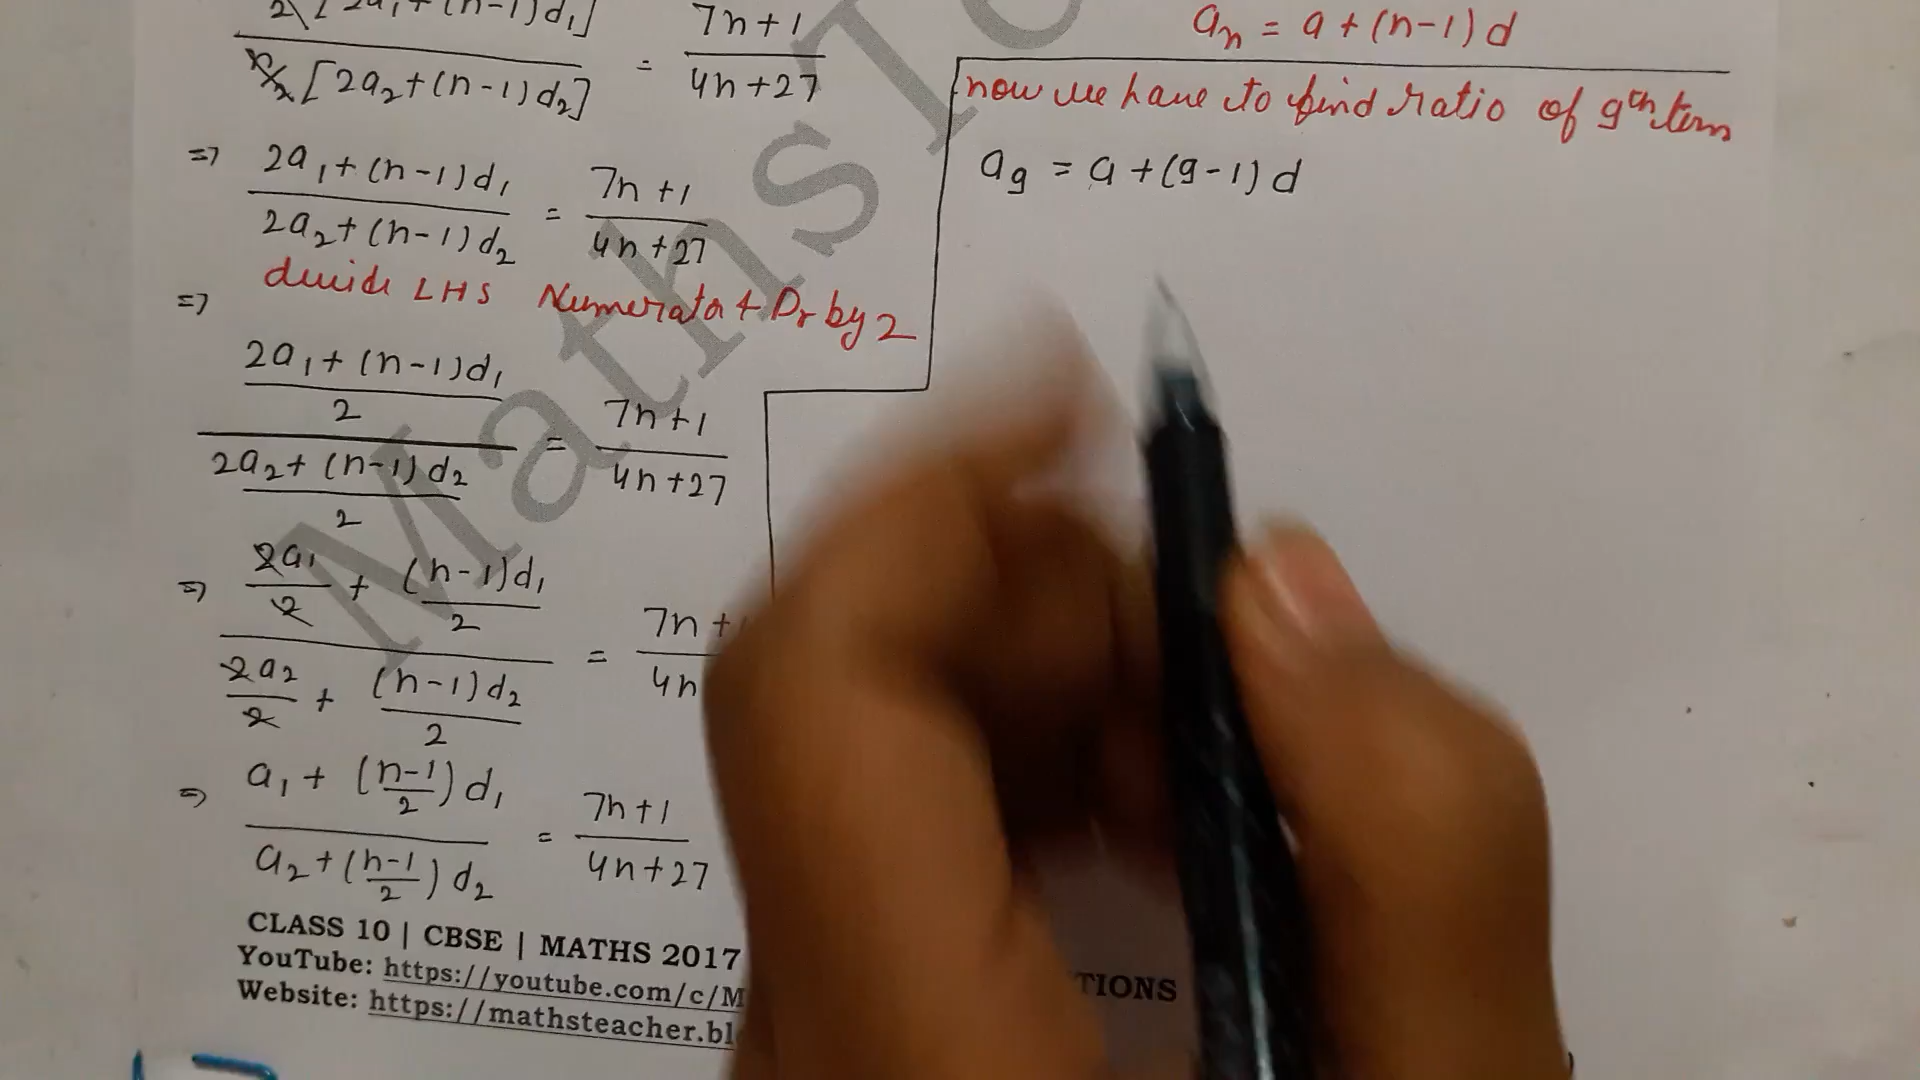 2[2a₁+(n-1)d₁] / n/2[2a₂+(n-1)d₂] = 7n+1 / 4n+27
⇒ 2a₁+(n-1)d₁ / 2a₂+(n-1)d₂ = 7n+1 / 4n+27
⇒ divide LHS Numerator + Dr by 2
2a₁+(n-1)d₁ / 2 / 2a₂+(n-1)d₂ / 2 = 7n+1 / 4n+27
⇒ 2a₁/2 + (n-1)d₁/2 / 2a₂/2 + (n-1)d₂/2 = 7n+ / 4n
⇒ a₁+(n-1/2)d₁ / a₂+(n-1/2)d₂ = 7n+1 / 4n+27
aₙ = a+(n-1)d
now we have to find ratio of 9th term
a₉ = a+(9-1)d
Maths
CLASS 10 | CBSE | MATHS 2017 TIONS
YouTube: https://youtube.com/c/M
Website: https://mathsteacher.bl